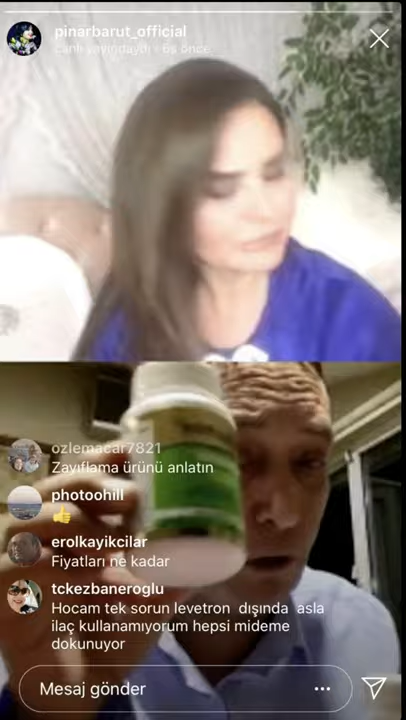 pinarbarut_official
canlı yayındaydı · 6s önce
ozlemacar7821
Zayıflama ürünü anlatın
photoohill
👍
erolkayikcilar
Fiyatları ne kadar
tckezbaneroglu
Hocam tek sorun levetron dışında asla
ilaç kullanamıyorum hepsi mideme
dokunuyor
Mesaj gönder